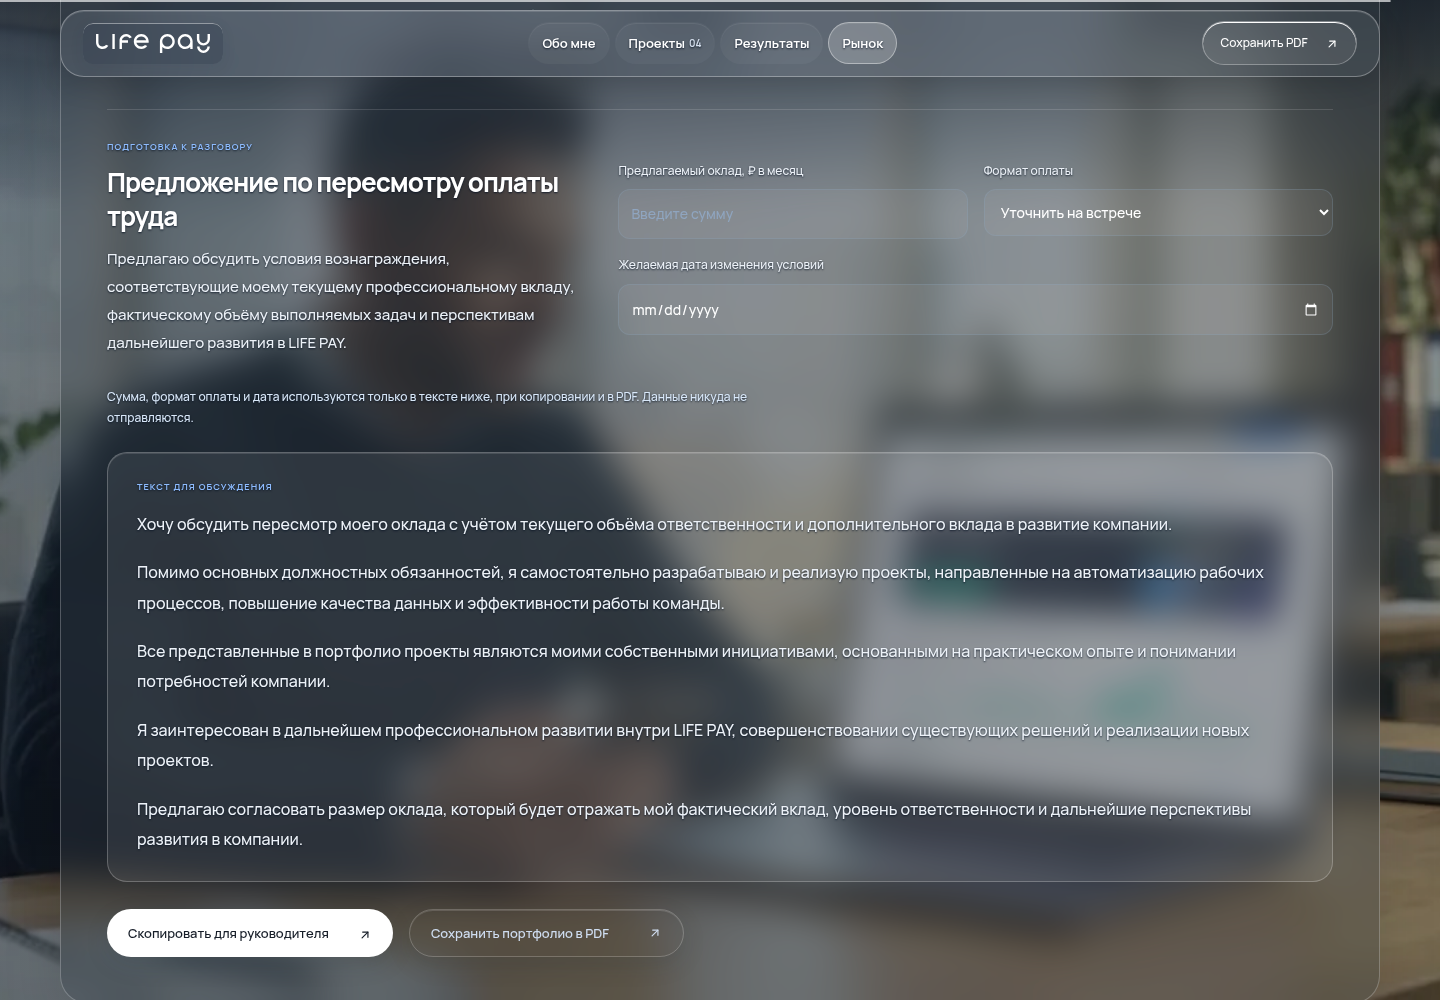 LIFE pay
Обо мне
Проекты 04
Результаты
Рынок
Сохранить PDF
ПОДГОТОВКА К РАЗГОВОРУ
Предложение по пересмотру оплаты
труда
Предлагаю обсудить условия вознаграждения,
соответствующие моему текущему профессиональному вкладу,
фактическому объёму выполняемых задач и перспективам
дальнейшего развития в LIFE PAY.
Предлагаемый оклад, ₽ в месяц
Введите сумму
Формат оплаты
Уточнить на встрече
Желаемая дата изменения условий
mm/dd/yyyy
Сумма, формат оплаты и дата используются только в тексте ниже, при копировании и в PDF. Данные никуда не
отправляются.
ТЕКСТ ДЛЯ ОБСУЖДЕНИЯ
Хочу обсудить пересмотр моего оклада с учётом текущего объёма ответственности и дополнительного вклада в развитие компании.
Помимо основных должностных обязанностей, я самостоятельно разрабатываю и реализую проекты, направленные на автоматизацию рабочих
процессов, повышение качества данных и эффективности работы команды.
Все представленные в портфолио проекты являются моими собственными инициативами, основанными на практическом опыте и понимании
потребностей компании.
Я заинтересован в дальнейшем профессиональном развитии внутри LIFE PAY, совершенствовании существующих решений и реализации новых
проектов.
Предлагаю согласовать размер оклада, который будет отражать мой фактический вклад, уровень ответственности и дальнейшие перспективы
развития в компании.
Скопировать для руководителя
Сохранить портфолио в PDF